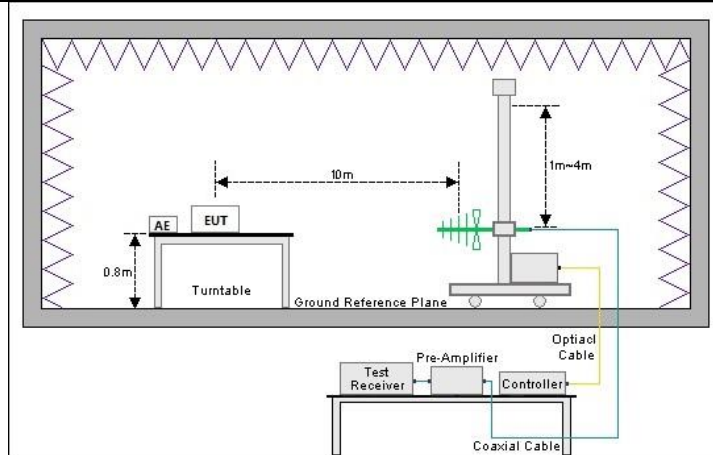 10m
1m~4m
AE
EUT
0.8m
Turntable
Ground Reference Plane
Optiacl
Cable
Pre-Amplifier
Test
Receiver
Controller
Coaxial Cable